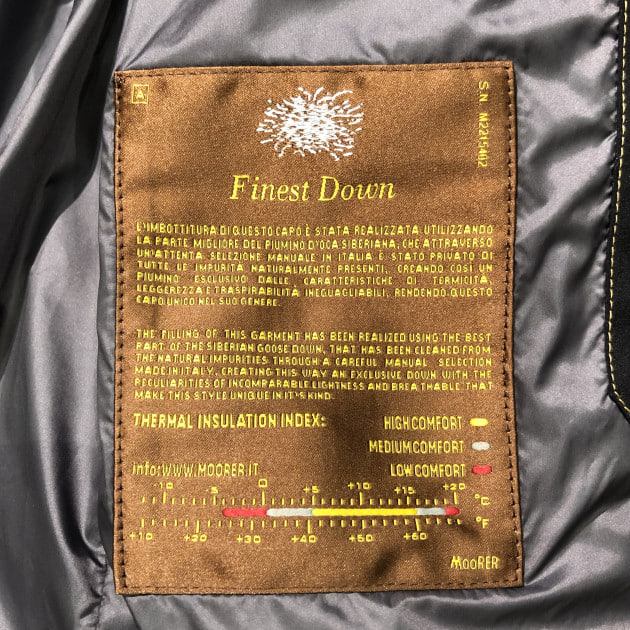 A
S.N M2215402
Finest Down
L'IMBOTTITURA DI QUESTO CAPO È STATA REALIZZATA UTILIZZANDO
LA PARTE MIGLIORE DEL PIUMINO D'OCA SIBERIANA, CHE ATTRAVERSO
UN'ATTENTA SELEZIONE MANUALE IN ITALIA È STATO PRIVATO DI
TUTTE LE IMPURITÀ NATURALMENTE PRESENTI, CREANDO COSÌ UN
PIUMINO ESCLUSIVO DALLE CARATTERISTICHE DI TERMICITÀ,
LEGGEREZZA E TRASPIRABILITÀ INEGUAGLIABILI, RENDENDO QUESTO
CAPO UNICO NEL SUO GENERE.
THE FILLING OF THIS GARMENT HAS BEEN REALIZED USING THE BEST
PART OF THE SIBERIAN GOOSE DOWN, THAT HAS BEEN CLEANED FROM
THE NATURAL IMPURITIES THROUGH A CAREFUL MANUAL SELECTION
MADE IN ITALY, CREATING THIS WAY AN EXCLUSIVE DOWN WITH THE
PECULIARITIES OF INCOMPARABLE LIGHTNESS AND BREATHABLE THAT
MAKE THIS STYLE UNIQUE IN IT'S KIND.
THERMAL INSULATION INDEX: HIGH COMFORT
MEDIUM COMFORT
info: WWW.MOORER.IT LOW COMFORT
-10 -5 0 +5 +10 +15 +20 °C
+10 +20 +30 +40 +50 +60 °F
MOORER